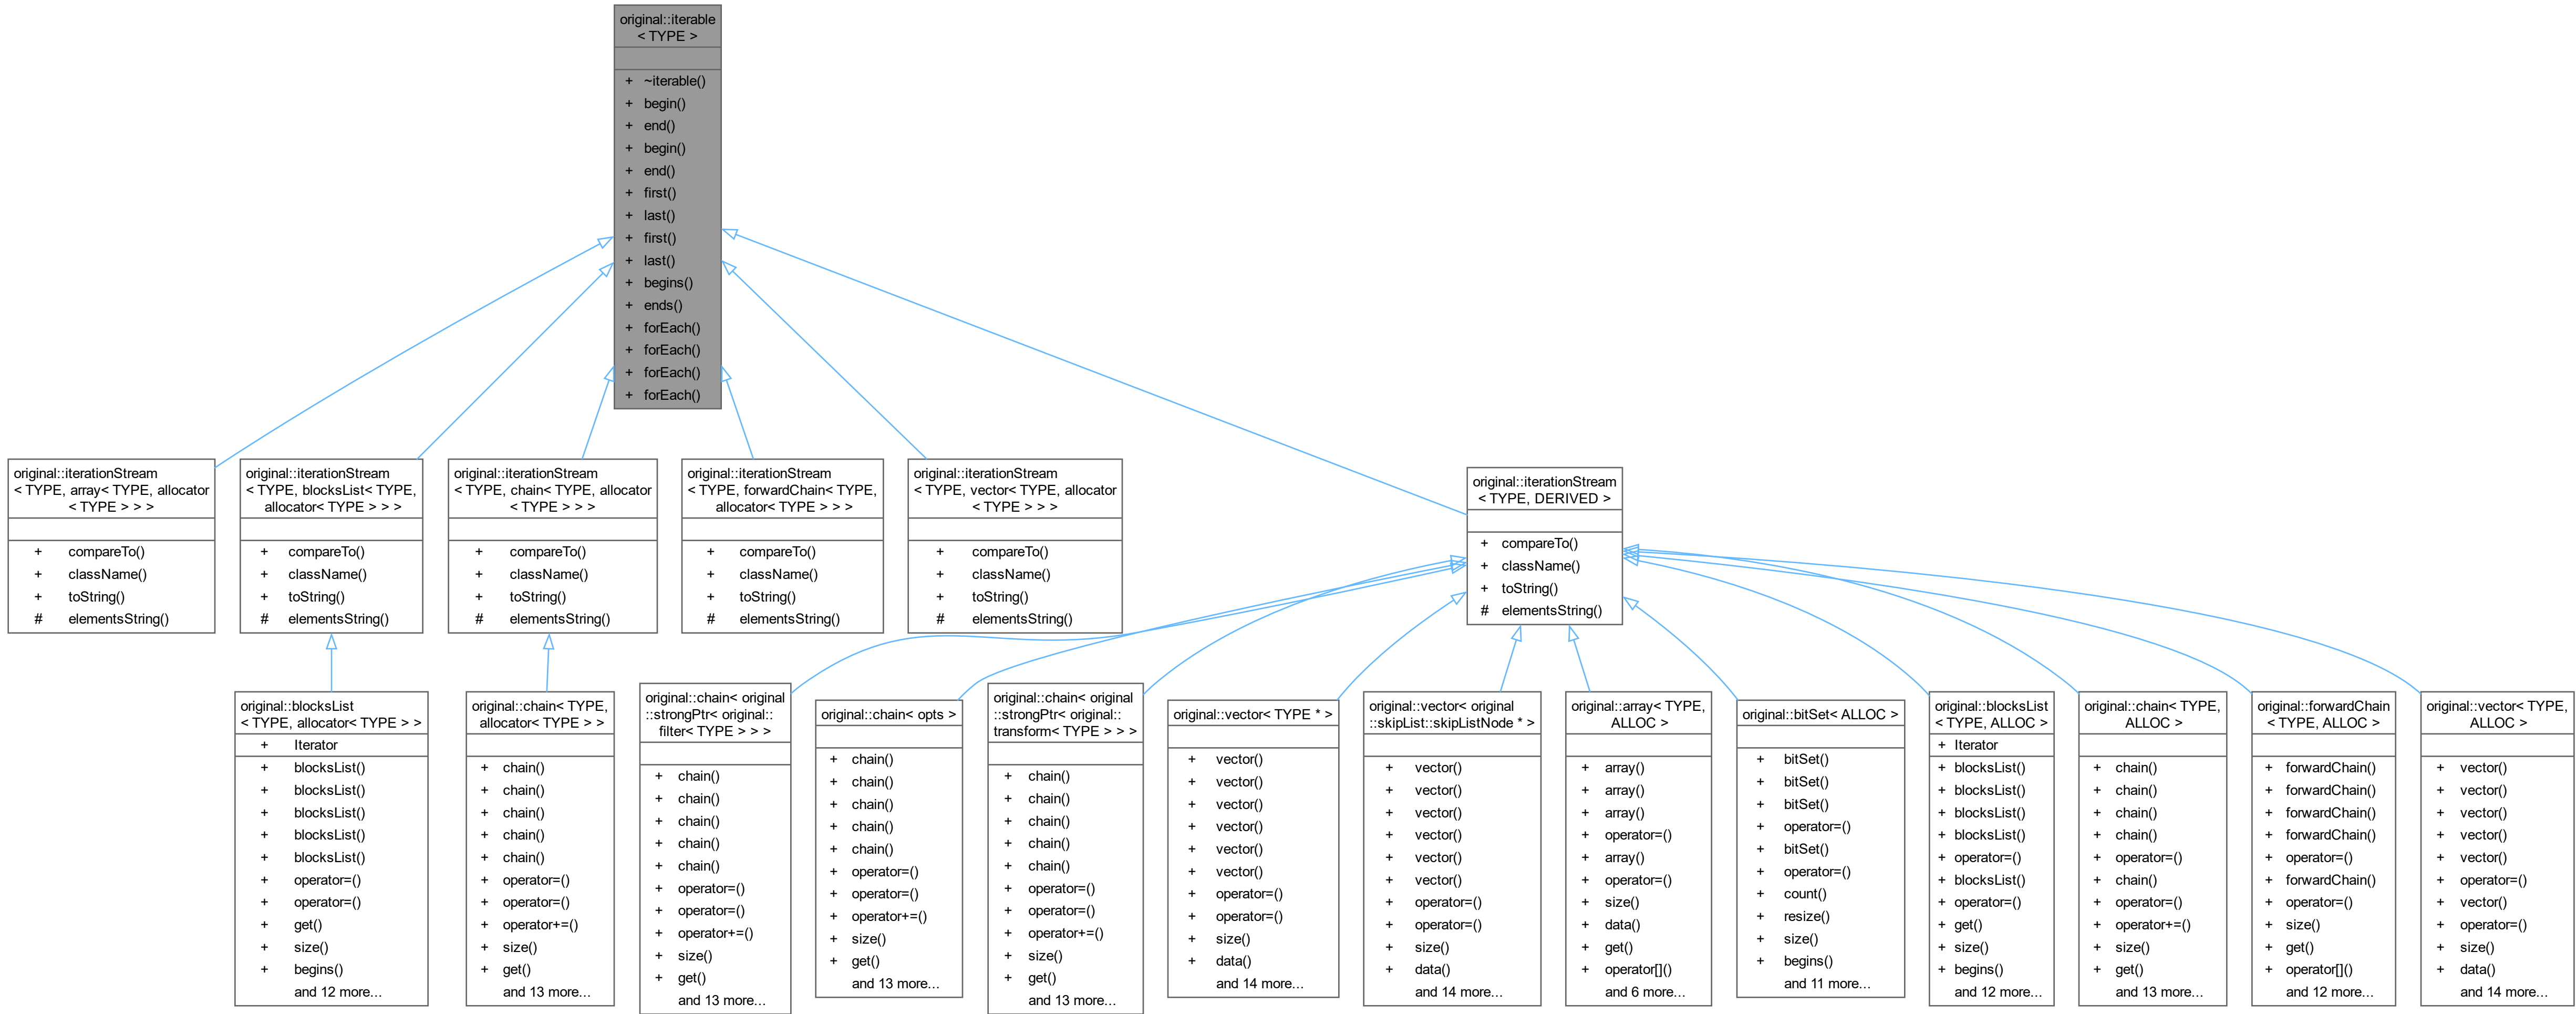 original::iterable
< TYPE >
+ ~iterable()
+ begin()
+ end()
+ begin()
+ end()
+ first()
+ last()
+ first()
+ last()
+ begins()
+ ends()
+ forEach()
+ forEach()
+ forEach()
+ forEach()
original::iterationStream
< TYPE, array< TYPE, allocator
< TYPE > > >
+ compareTo()
+ className()
+ toString()
# elementsString()
original::iterationStream
< TYPE, blocksList< TYPE,
allocator< TYPE > > >
+ compareTo()
+ className()
+ toString()
# elementsString()
original::iterationStream
< TYPE, chain< TYPE, allocator
< TYPE > > >
+ compareTo()
+ className()
+ toString()
# elementsString()
original::iterationStream
< TYPE, forwardChain< TYPE,
allocator< TYPE > > >
+ compareTo()
+ className()
+ toString()
# elementsString()
original::iterationStream
< TYPE, vector< TYPE, allocator
< TYPE > > >
+ compareTo()
+ className()
+ toString()
# elementsString()
original::iterationStream
< TYPE, DERIVED >
+ compareTo()
+ className()
+ toString()
# elementsString()
original::blocksList
< TYPE, allocator< TYPE > >
+ Iterator
+ blocksList()
+ blocksList()
+ blocksList()
+ blocksList()
+ blocksList()
+ operator=()
+ operator=()
+ get()
+ size()
+ begins()
and 12 more...
original::chain< TYPE,
allocator< TYPE > >
+ chain()
+ chain()
+ chain()
+ chain()
+ chain()
+ operator=()
+ operator=()
+ operator+=()
+ size()
+ get()
and 13 more...
original::chain< original
::strongPtr< original::
filter< TYPE > > >
+ chain()
+ chain()
+ chain()
+ chain()
+ chain()
+ operator=()
+ operator=()
+ operator+=()
+ size()
+ get()
and 13 more...
original::chain< opts >
+ chain()
+ chain()
+ chain()
+ chain()
+ chain()
+ operator=()
+ operator=()
+ operator+=()
+ size()
+ get()
and 13 more...
original::chain< original
::strongPtr< original::
transform< TYPE > > >
+ chain()
+ chain()
+ chain()
+ chain()
+ chain()
+ operator=()
+ operator=()
+ operator+=()
+ size()
+ get()
and 13 more...
original::vector< TYPE * >
+ vector()
+ vector()
+ vector()
+ vector()
+ vector()
+ vector()
+ operator=()
+ operator=()
+ size()
+ data()
and 14 more...
original::vector< original
::skipList::skipListNode * >
+ vector()
+ vector()
+ vector()
+ vector()
+ vector()
+ vector()
+ operator=()
+ operator=()
+ size()
+ data()
and 14 more...
original::array< TYPE,
ALLOC >
+ array()
+ array()
+ array()
+ operator=()
+ array()
+ operator=()
+ size()
+ data()
+ get()
+ operator[]()
and 6 more...
original::bitSet< ALLOC >
+ bitSet()
+ bitSet()
+ bitSet()
+ operator=()
+ bitSet()
+ operator=()
+ count()
+ resize()
+ size()
+ begins()
and 11 more...
original::blocksList
< TYPE, ALLOC >
+ Iterator
+ blocksList()
+ blocksList()
+ blocksList()
+ blocksList()
+ operator=()
+ blocksList()
+ operator=()
+ get()
+ size()
+ begins()
and 12 more...
original::chain< TYPE,
ALLOC >
+ chain()
+ chain()
+ chain()
+ chain()
+ operator=()
+ chain()
+ operator=()
+ operator+=()
+ size()
+ get()
and 13 more...
original::forwardChain
< TYPE, ALLOC >
+ forwardChain()
+ forwardChain()
+ forwardChain()
+ forwardChain()
+ operator=()
+ forwardChain()
+ operator=()
+ size()
+ get()
+ operator[]()
and 12 more...
original::vector< TYPE,
ALLOC >
+ vector()
+ vector()
+ vector()
+ vector()
+ vector()
+ operator=()
+ vector()
+ operator=()
+ size()
+ data()
and 14 more...